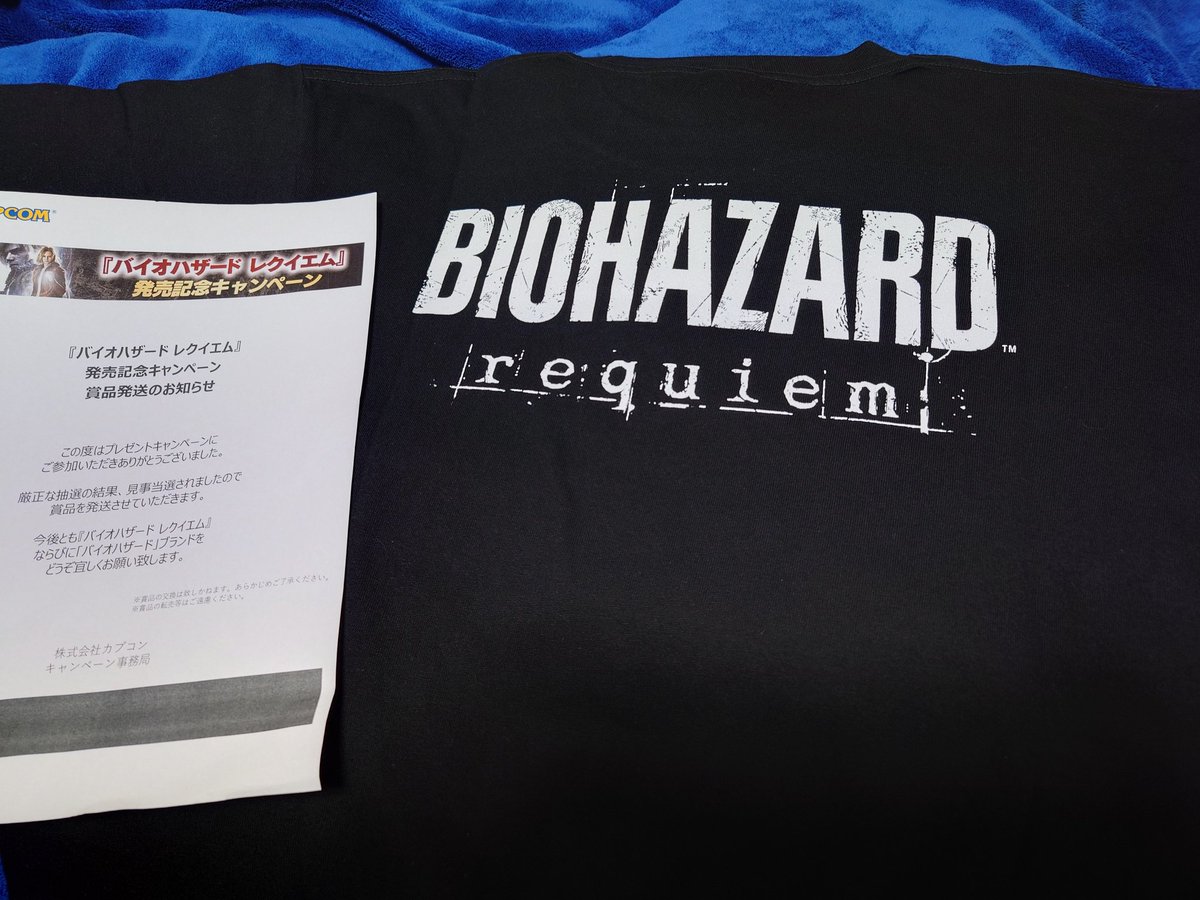 PCOM
『バイオハザード レクイエム』
発売記念キャンペーン
『バイオハザード レクイエム』
発売記念キャンペーン
賞品発送のお知らせ
この度はプレゼントキャンペーンに
ご参加いただきありがとうございました。
厳正な抽選の結果、見事当選されましたので
賞品を発送させていただきます。
今後とも『バイオハザード レクイエム』
ならびに「バイオハザード」ブランドを
どうぞ宜しくお願い致します。
※賞品の交換は致しかねます。あらかじめご了承ください。
※賞品の転売等はご遠慮ください。
株式会社カプコン
キャンペーン事務局
BIOHAZARD™
requiem